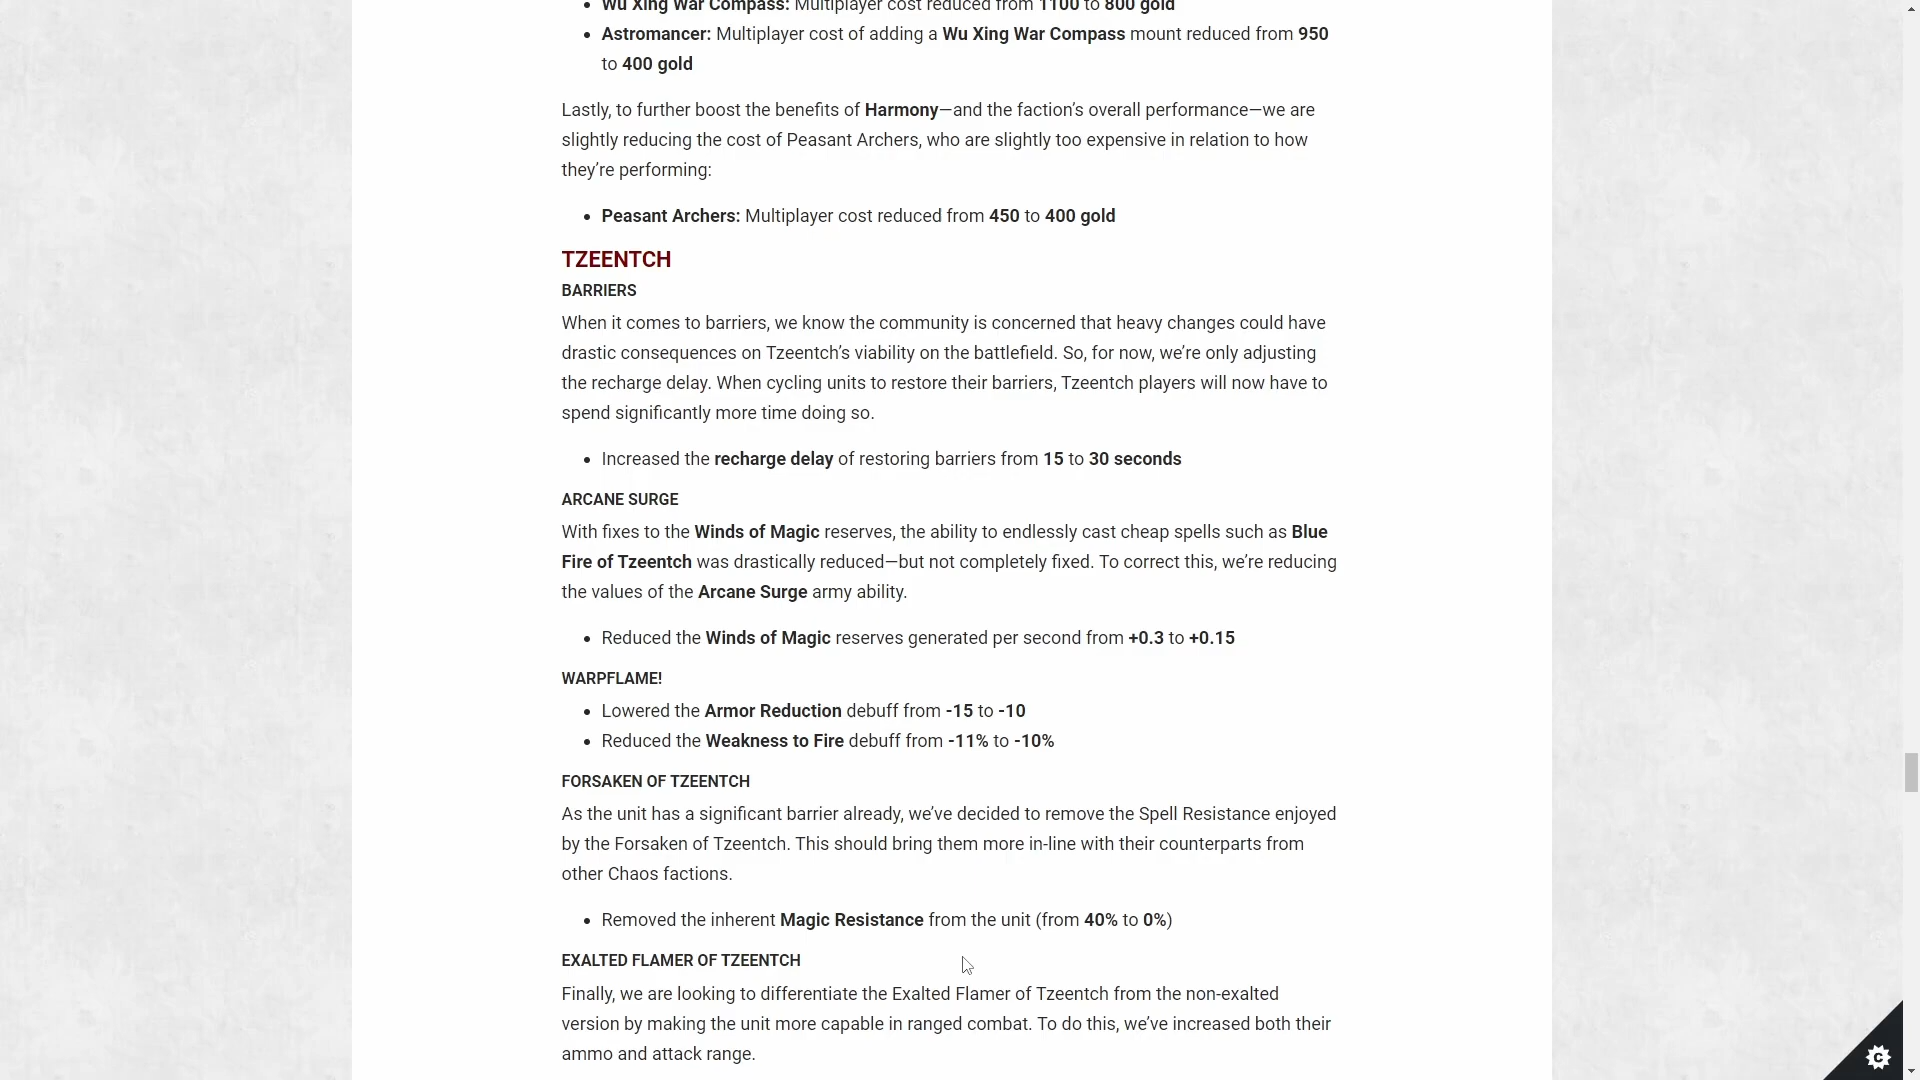 Wu Xing War Compass: Multiplayer cost reduced from 1100 to 800 gold
Astromancer: Multiplayer cost of adding a Wu Xing War Compass mount reduced from 950
to 400 gold
Lastly, to further boost the benefits of Harmony—and the faction’s overall performance—we are
slightly reducing the cost of Peasant Archers, who are slightly too expensive in relation to how
they’re performing:
Peasant Archers: Multiplayer cost reduced from 450 to 400 gold
TZEENTCH
BARRIERS
When it comes to barriers, we know the community is concerned that heavy changes could have
drastic consequences on Tzeentch’s viability on the battlefield. So, for now, we’re only adjusting
the recharge delay. When cycling units to restore their barriers, Tzeentch players will now have to
spend significantly more time doing so.
Increased the recharge delay of restoring barriers from 15 to 30 seconds
ARCANE SURGE
With fixes to the Winds of Magic reserves, the ability to endlessly cast cheap spells such as Blue
Fire of Tzeentch was drastically reduced—but not completely fixed. To correct this, we’re reducing
the values of the Arcane Surge army ability.
Reduced the Winds of Magic reserves generated per second from +0.3 to +0.15
WARPFLAME!
Lowered the Armor Reduction debuff from -15 to -10
Reduced the Weakness to Fire debuff from -11% to -10%
FORSAKEN OF TZEENTCH
As the unit has a significant barrier already, we’ve decided to remove the Spell Resistance enjoyed
by the Forsaken of Tzeentch. This should bring them more in-line with their counterparts from
other Chaos factions.
Removed the inherent Magic Resistance from the unit (from 40% to 0%)
EXALTED FLAMER OF TZEENTCH
Finally, we are looking to differentiate the Exalted Flamer of Tzeentch from the non-exalted
version by making the unit more capable in ranged combat. To do this, we’ve increased both their
ammo and attack range.
C